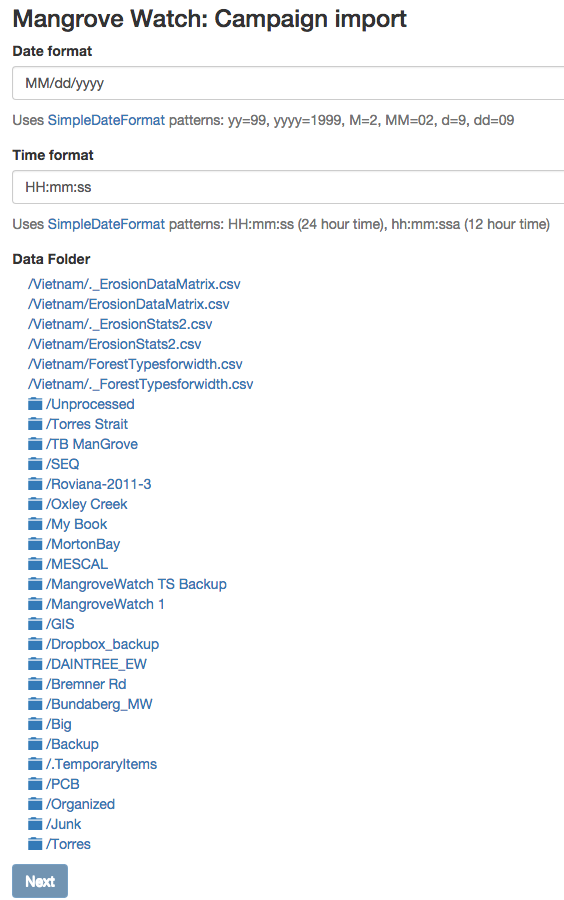 Mangrove Watch: Campaign import
Date format
MM/dd/yyyy
Uses SimpleDateFormat patterns: yy=99, yyyy=1999, M=2, MM=02, d=9, dd=09
Time format
HH:mm:ss
Uses SimpleDateFormat patterns: HH:mm:ss (24 hour time), hh:mm:ssa (12 hour time)
Data Folder
/Vietnam/._ErosionDataMatrix.csv
/Vietnam/ErosionDataMatrix.csv
/Vietnam/._ErosionStats2.csv
/Vietnam/ErosionStats2.csv
/Vietnam/ForestTypesforwidth.csv
/Vietnam/._ForestTypesforwidth.csv
/Unprocessed
/Torres Strait
/TB ManGrove
/SEQ
/Roviana-2011-3
/Oxley Creek
/My Book
/MortonBay
/MESCAL
/MangroveWatch TS Backup
/MangroveWatch 1
/GIS
/Dropbox_backup
/DAINTREE_EW
/Bremner Rd
/Bundaberg_MW
/Big
/Backup
/.TemporaryItems
/PCB
/Organized
/Junk
/Torres
Next